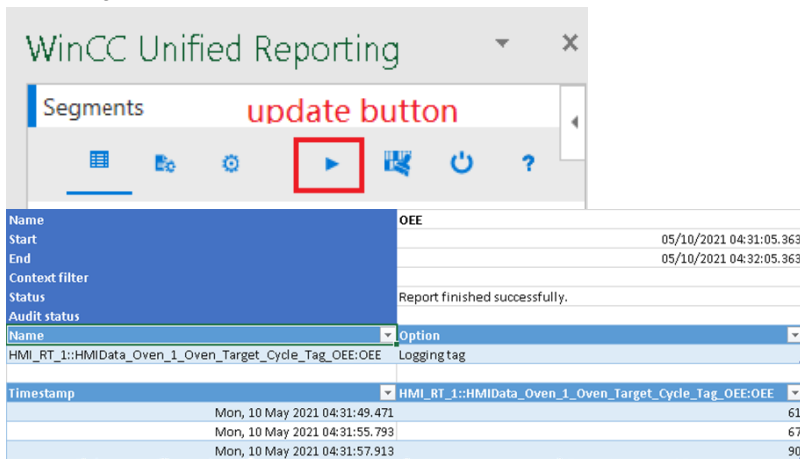 WinCC Unified Reporting
Segments
update button
?
Name OEE
Start 05/10/2021 04:31:05.363
End 05/10/2021 04:32:05.363
Context filter
Status Report finished successfully.
Audit status
Name Option
HMI_RT_1::HMIData_Oven_1_Oven_Target_Cycle_Tag_OEE:OEE Logging tag
Timestamp HMI_RT_1::HMIData_Oven_1_Oven_Target_Cycle_Tag_OEE:OEE
Mon, 10 May 2021 04:31:49.471 61
Mon, 10 May 2021 04:31:55.793 67
Mon, 10 May 2021 04:31:57.913 90